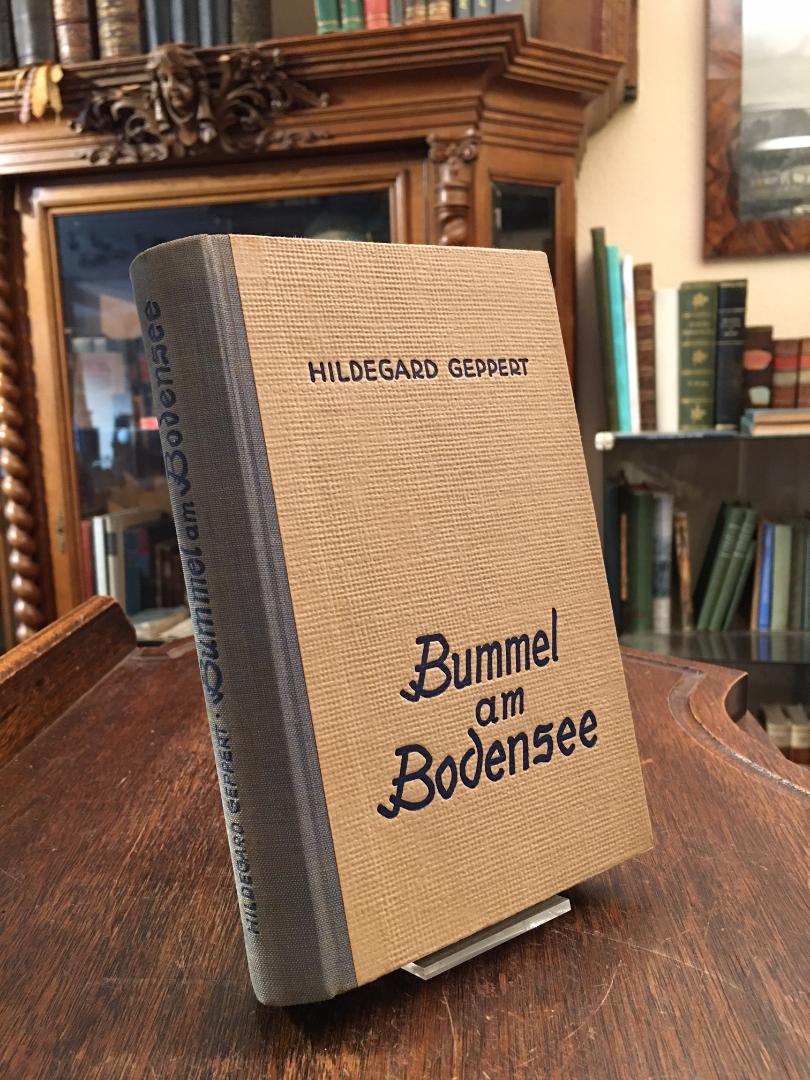 HILDEGARD GEPPERT
Bummel
am
Bodensee
HILDEGARD GEPPERT · Bummel am Bodensee